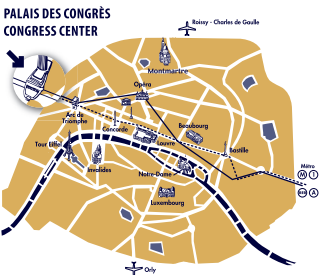 PALAIS DES CONGRÈS
CONGRESS CENTER
Roissy - Charles de Gaulle
Montmartre
Opéra
Arc de
Triomphe
Concorde
Louvre
Beaubourg
Tour Eiffel
Bastille
Invalides
Notre-Dame
Métro
M 1
RER A
Luxembourg
Orly